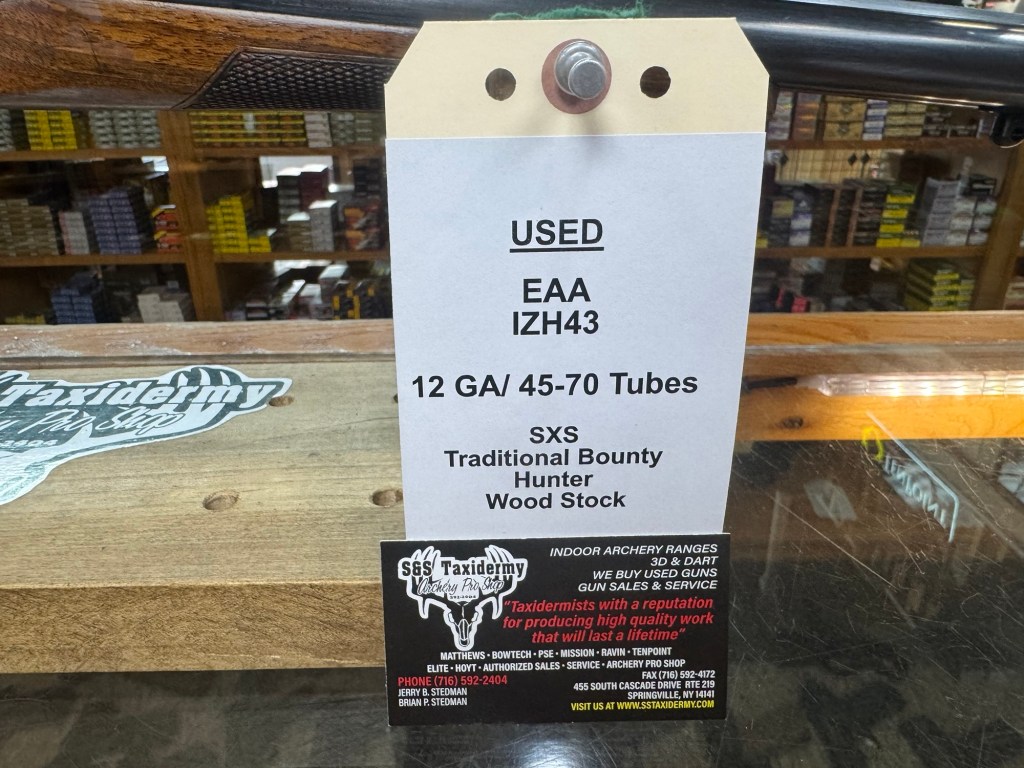 USED
EAA
IZH43
12 GA/ 45-70 Tubes
SXS
Traditional Bounty
Hunter
Wood Stock
Taxidermy
Pro Shop
S&S Taxidermy
Archery Pro Shop
592-2404
INDOOR ARCHERY RANGES
3D & DART
WE BUY USED GUNS
GUN SALES & SERVICE
"Taxidermists with a reputation
for producing high quality work
that will last a lifetime"
MATTHEWS • BOWTECH • PSE • MISSION • RAVIN • TENPOINT
ELITE • HOYT • AUTHORIZED SALES • SERVICE • ARCHERY PRO SHOP
PHONE (716) 592-2404
JERRY B. STEDMAN
BRIAN P. STEDMAN
FAX (716) 592-4172
455 SOUTH CASCADE DRIVE RTE 219
SPRINGVILLE, NY 14141
VISIT US AT WWW.SSTAXIDERMY.COM